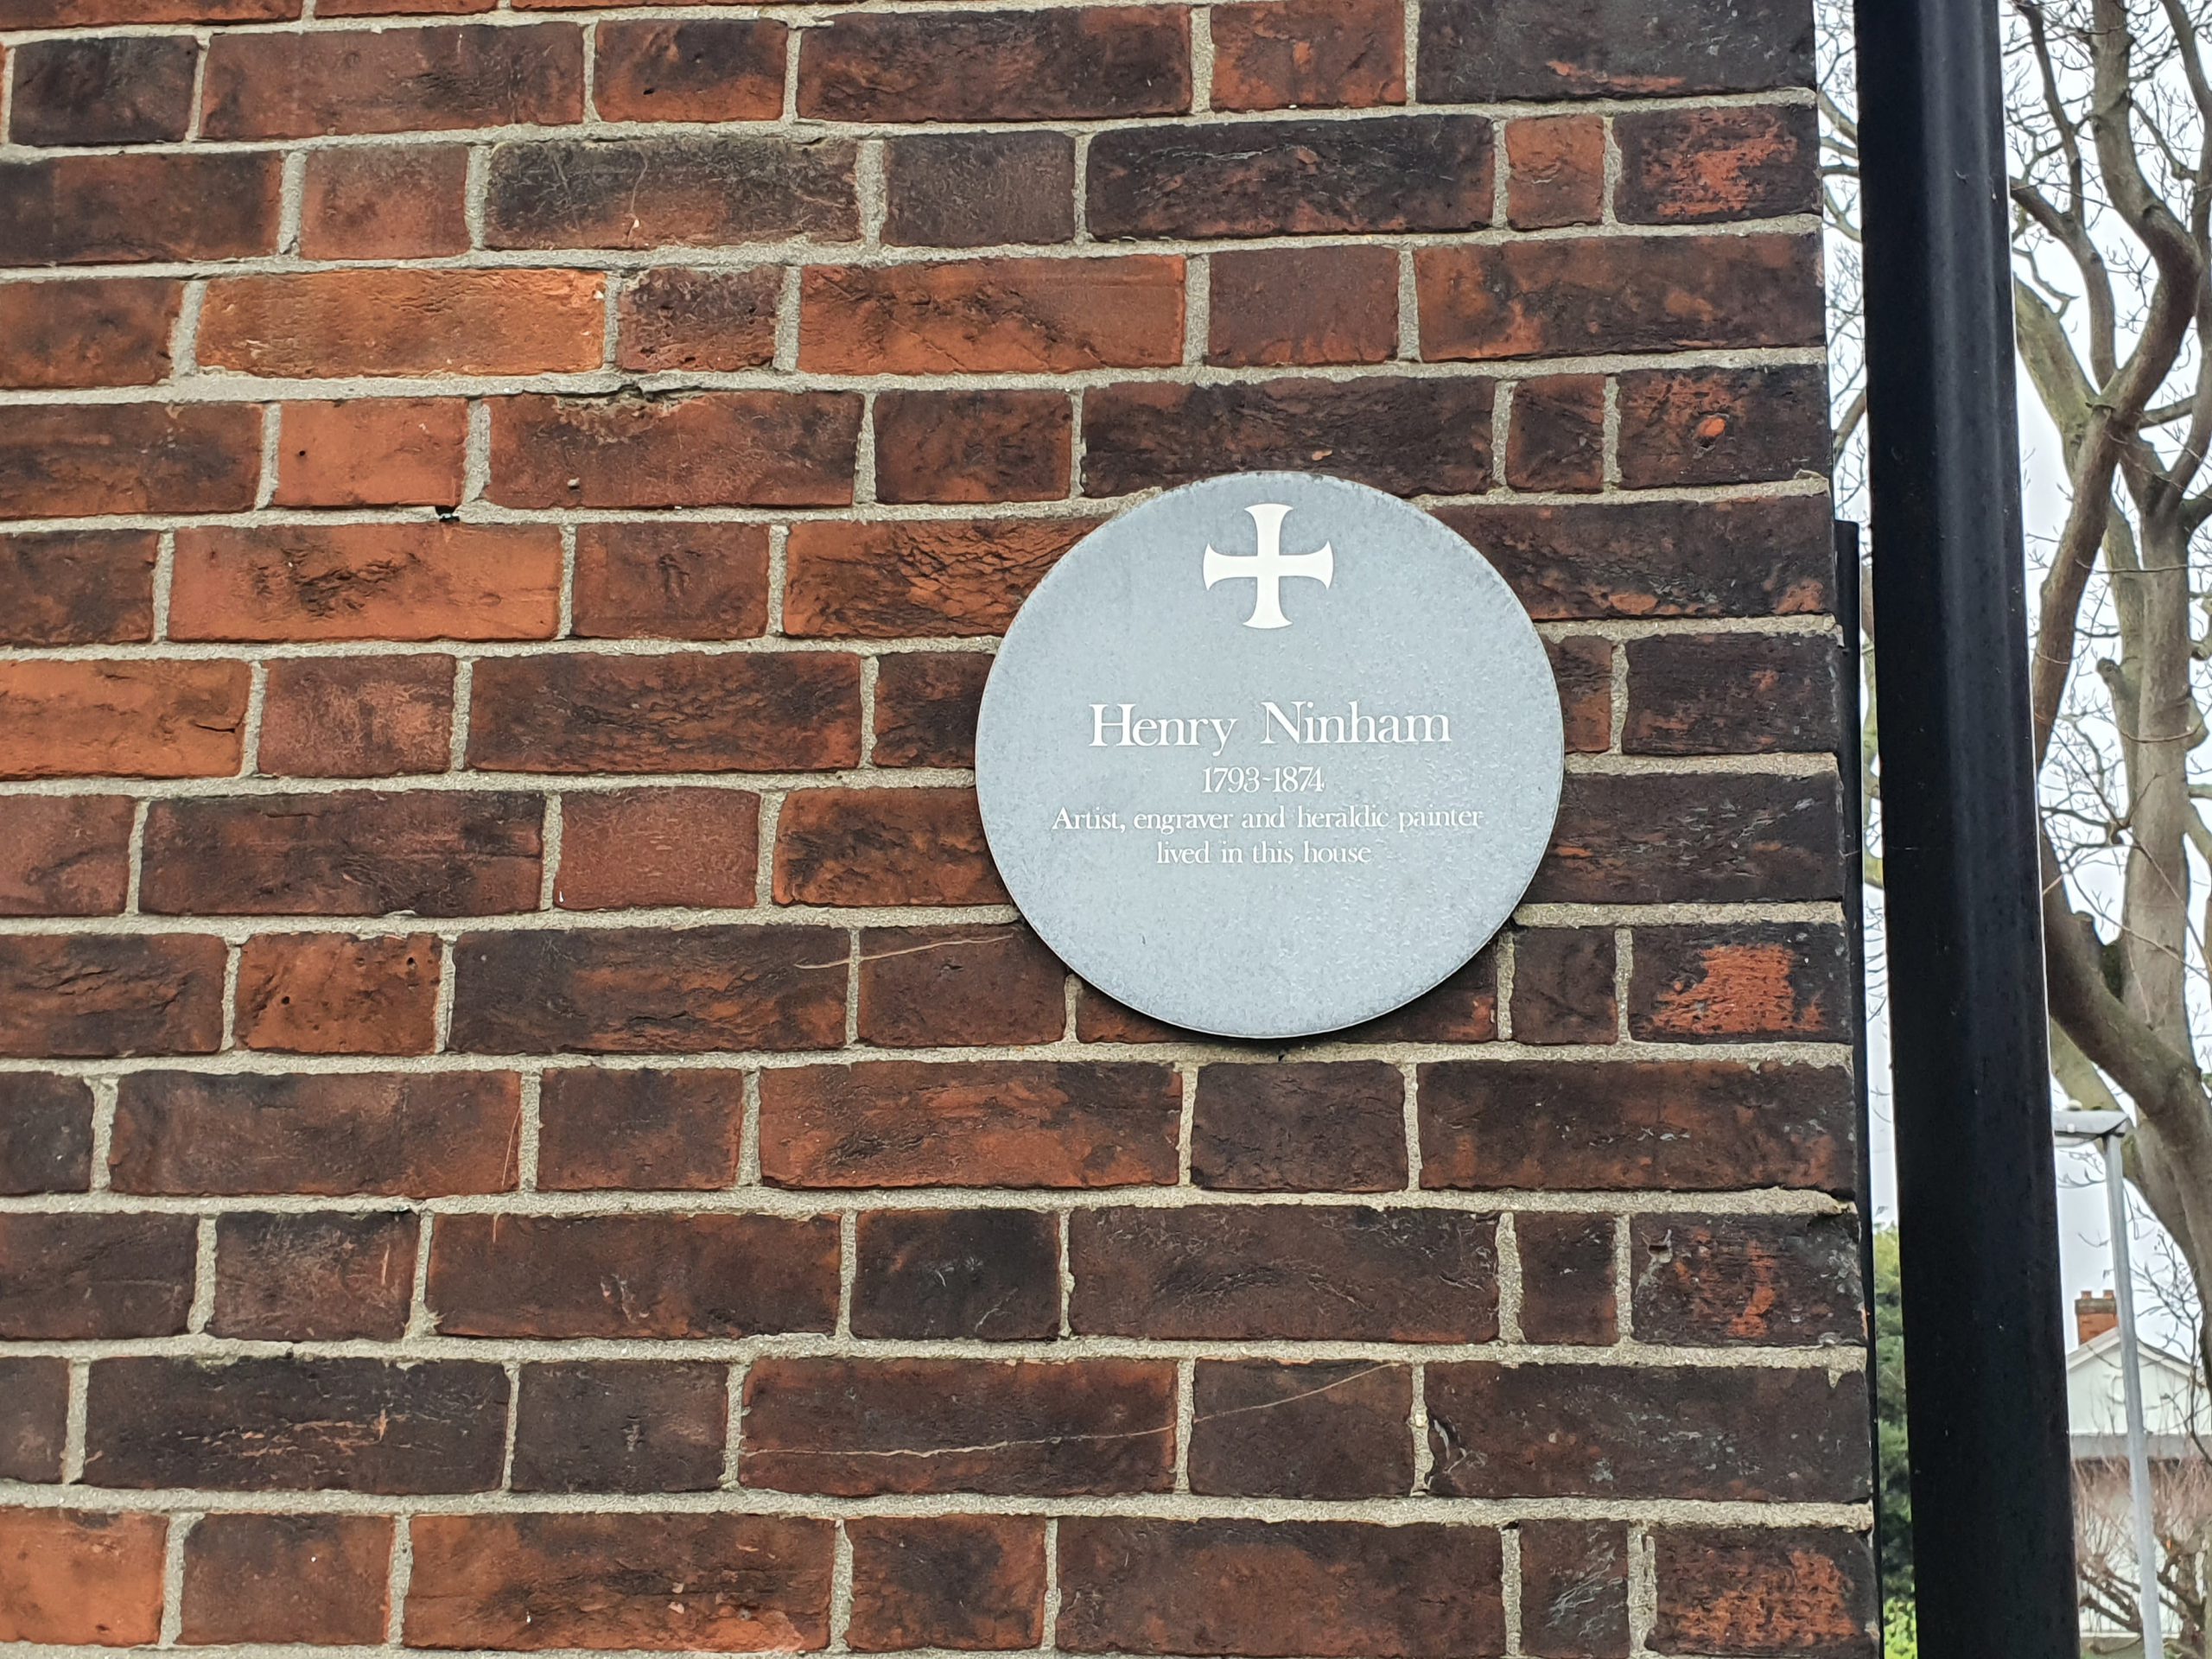 Henry Ninham
1793-1874
Artist, engraver and heraldic painter
lived in this house